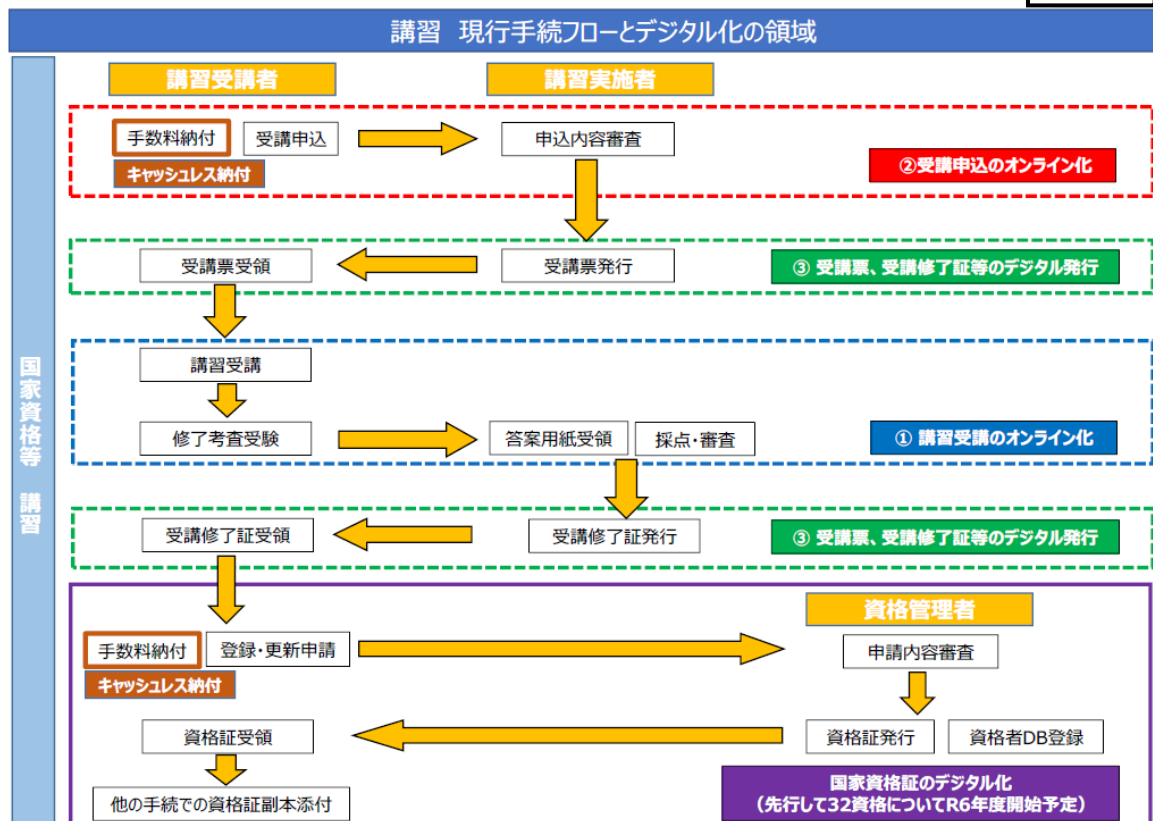 講習 現行手続フローとデジタル化の領域
国家資格等 講習
講習受講者
講習実施者
手数料納付
受講申込
申込内容審査
キャッシュレス納付
②受講申込のオンライン化
受講票受領
受講票発行
③ 受講票、受講修了証等のデジタル発行
講習受講
修了考査受験
答案用紙受領
採点・審査
① 講習受講のオンライン化
受講修了証受領
受講修了証発行
③ 受講票、受講修了証等のデジタル発行
資格管理者
手数料納付
登録・更新申請
申請内容審査
キャッシュレス納付
資格証受領
資格証発行
資格者DB登録
他の手続での資格証副本添付
国家資格証のデジタル化
（先行して32資格についてR6年度開始予定）